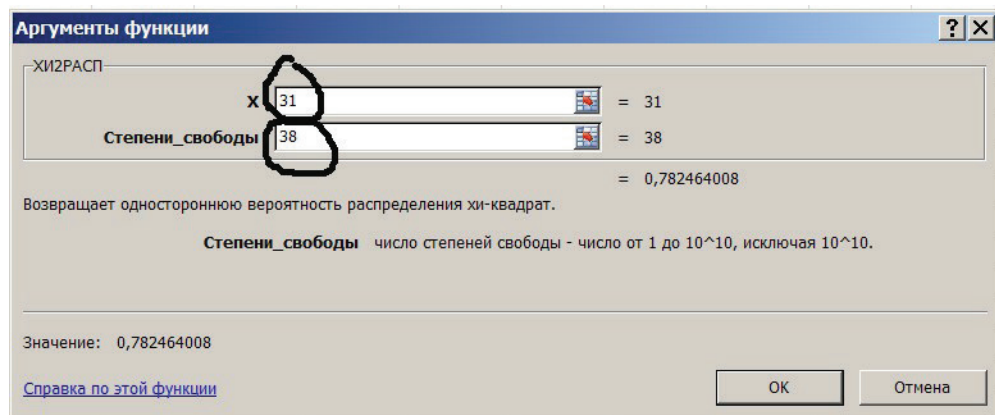 Аргументы функции
ХИ2РАСП
X 31 = 31
Степени_свободы 38 = 38
= 0,782464008
Возвращает одностороннюю вероятность распределения хи-квадрат.
Степени_свободы число степеней свободы - число от 1 до 10^10, исключая 10^10.
Значение: 0,782464008
Справка по этой функции
ОК
Отмена